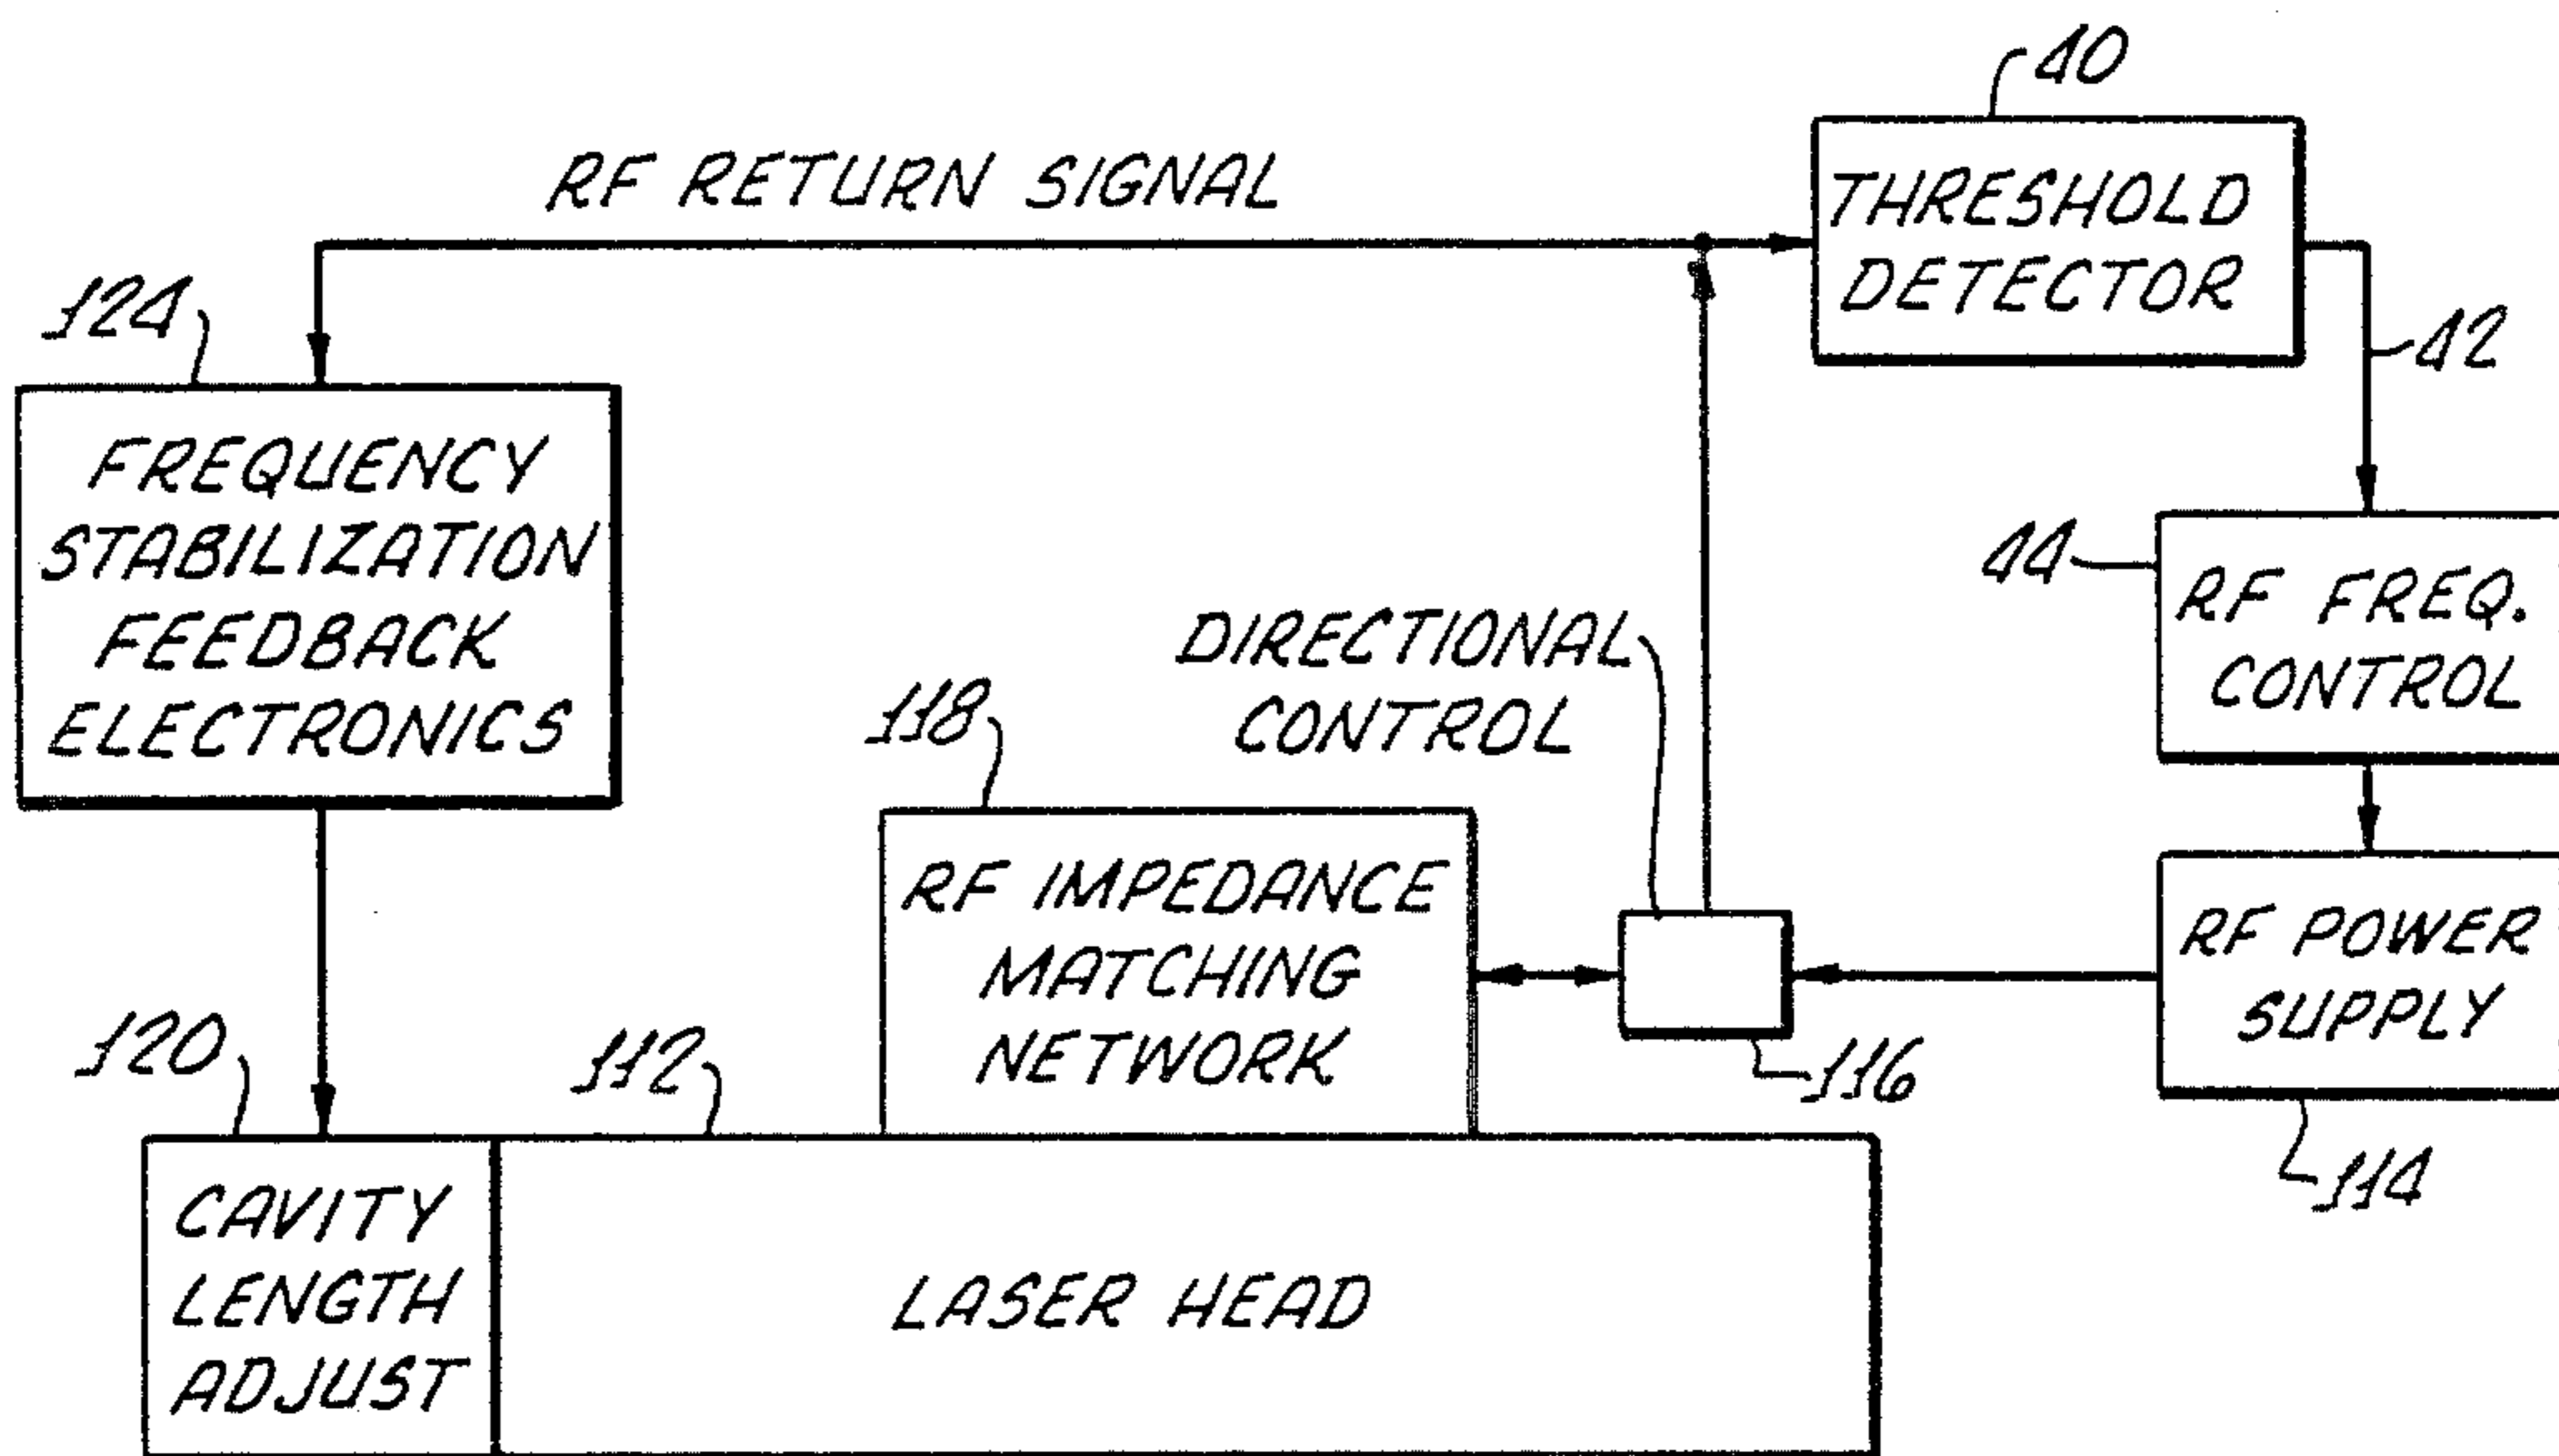 40
RF RETURN SIGNAL
THRESHOLD
DETECTOR
42
124
FREQUENCY
STABILIZATION
FEEDBACK
ELECTRONICS
44
RF FREQ.
CONTROL
DIRECTIONAL
CONTROL
118
RF IMPEDANCE
MATCHING
NETWORK
116
RF POWER
SUPPLY
114
120
112
CAVITY
LENGTH
ADJUST
LASER HEAD